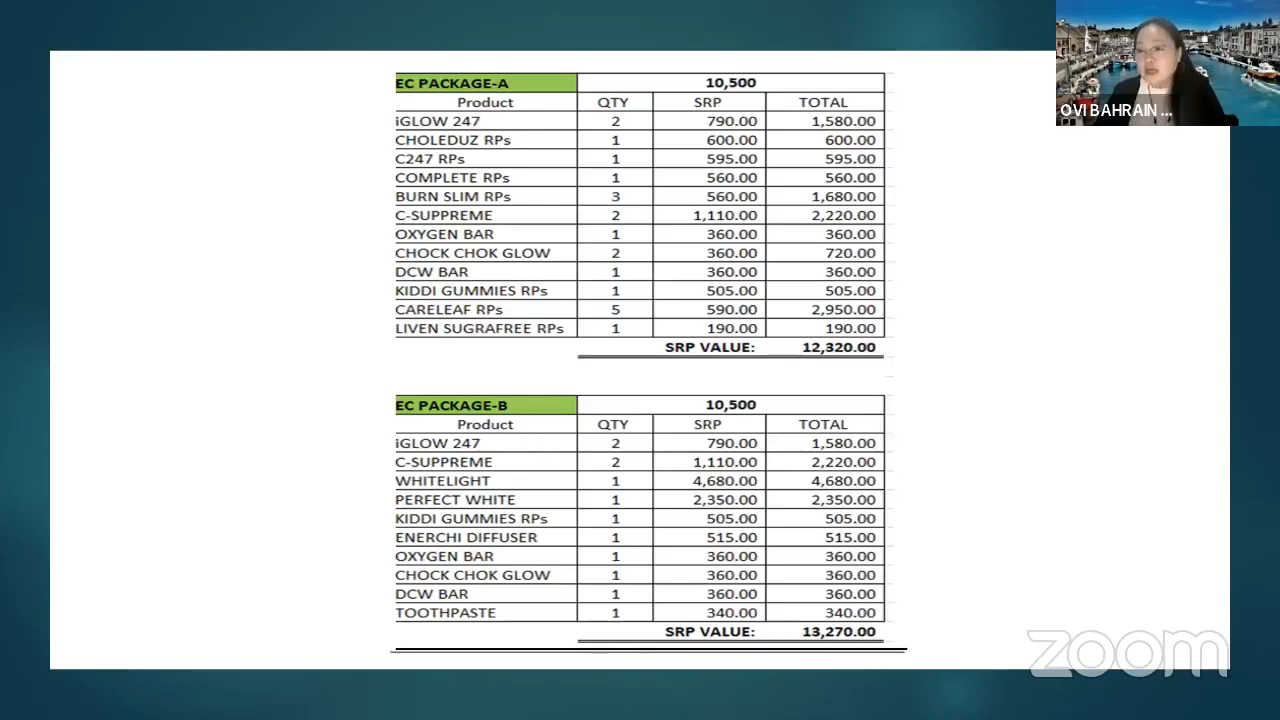 OVI BAHRAIN ...
EC PACKAGE-A 10,500
Product QTY SRP TOTAL
iGLOW 247 2 790.00 1,580.00
CHOLEDUZ RPs 1 600.00 600.00
C247 RPs 1 595.00 595.00
COMPLETE RPs 1 560.00 560.00
BURN SLIM RPs 3 560.00 1,680.00
C-SUPPREME 2 1,110.00 2,220.00
OXYGEN BAR 1 360.00 360.00
CHOCK CHOK GLOW 2 360.00 720.00
DCW BAR 1 360.00 360.00
KIDDI GUMMIES RPs 1 505.00 505.00
CARELEAF RPs 5 590.00 2,950.00
LIVEN SUGRAFREE RPs 1 190.00 190.00
SRP VALUE: 12,320.00
EC PACKAGE-B 10,500
Product QTY SRP TOTAL
iGLOW 247 2 790.00 1,580.00
C-SUPPREME 2 1,110.00 2,220.00
WHITELIGHT 1 4,680.00 4,680.00
PERFECT WHITE 1 2,350.00 2,350.00
KIDDI GUMMIES RPs 1 505.00 505.00
ENERCHI DIFFUSER 1 515.00 515.00
OXYGEN BAR 1 360.00 360.00
CHOCK CHOK GLOW 1 360.00 360.00
DCW BAR 1 360.00 360.00
TOOTHPASTE 1 340.00 340.00
SRP VALUE: 13,270.00
zoom